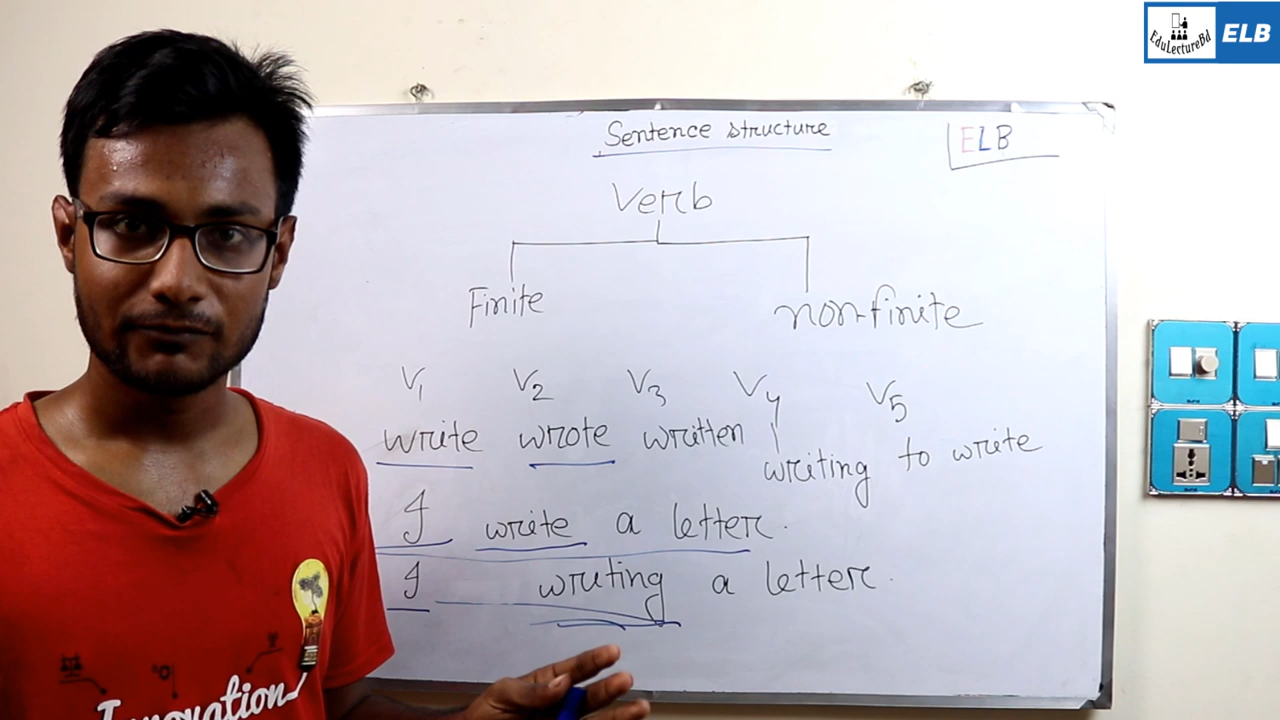 EduLectureBd ELB
Sentence structure
ELB
Verb
Finite non-finite
V1 V2 V3 V4 V5
write wrote written writing to write
I write a letter.
I writing a letter.
Innovation